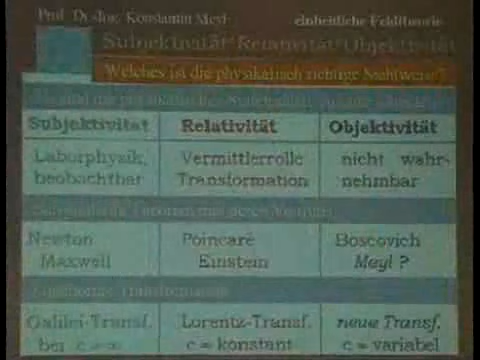 Prof. Dr.-Ing. Konstantin Meyl
einheitliche Feldtheorie
Subjektivität Relativität Objektivität
Welches ist die physikalisch richtige Sichtweise?
Subjektivität Relativität Objektivität
Laborphysik, Vermittlerrolle nicht wahr-
beobachtbar Transformation nehmbar
Newton Poincaré Boscovich
Maxwell Einstein Meyl ?
Galilei-Transf. Lorentz-Transf. neue Transf.
bei c = ∞ c = konstant c = variabel